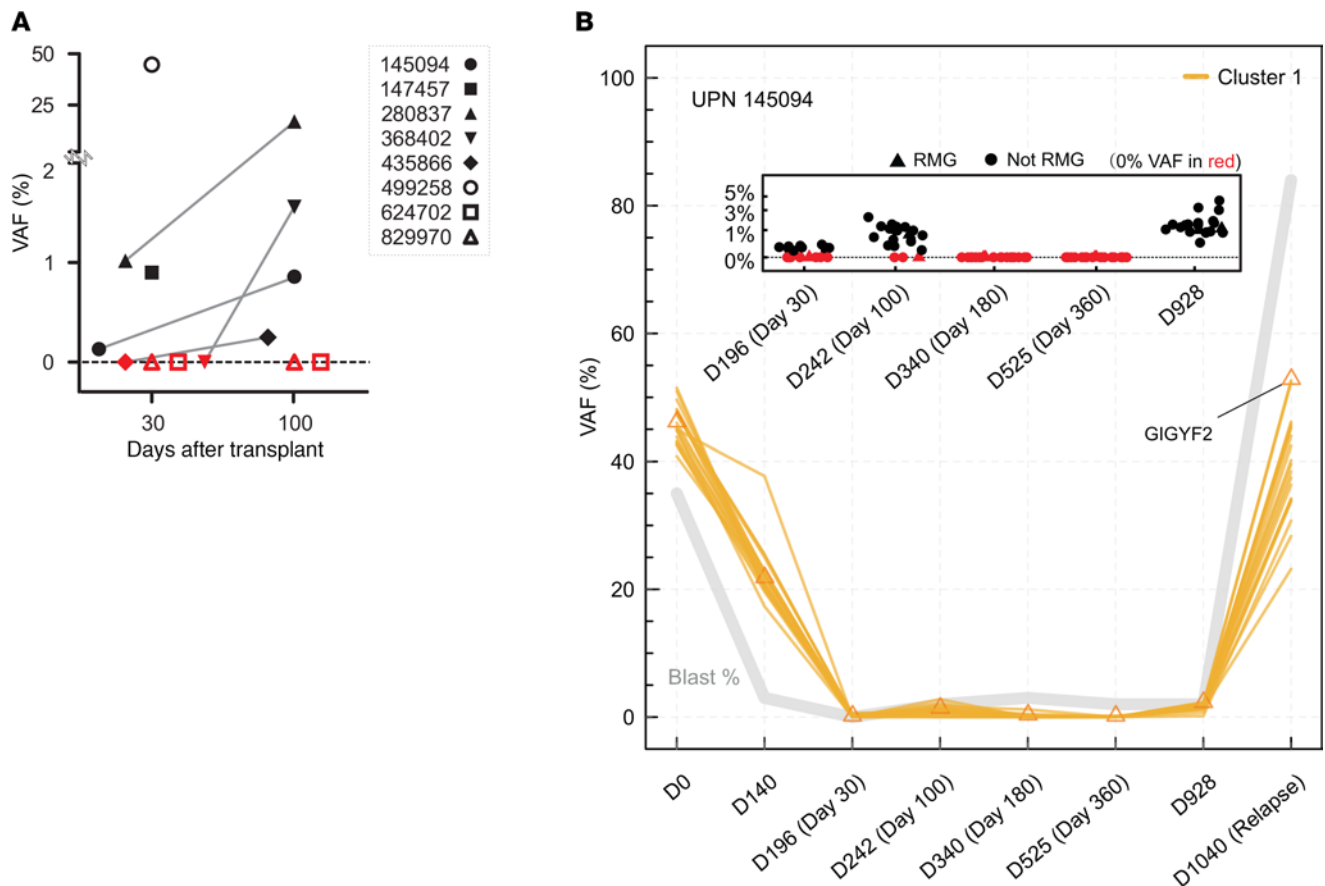 A
50
25
2
1
0
VAF (%)
30
100
Days after transplant
145094
147457
280837
368402
435866
499258
624702
829970
B
100
80
60
40
20
0
VAF (%)
UPN 145094
Cluster 1
RMG Not RMG (0% VAF in red)
5%
3%
1%
0%
D196 (Day 30)
D242 (Day 100)
D340 (Day 180)
D525 (Day 360)
D928
GIGYF2
Blast %
D0
D140
D196 (Day 30)
D242 (Day 100)
D340 (Day 180)
D525 (Day 360)
D928
D1040 (Relapse)